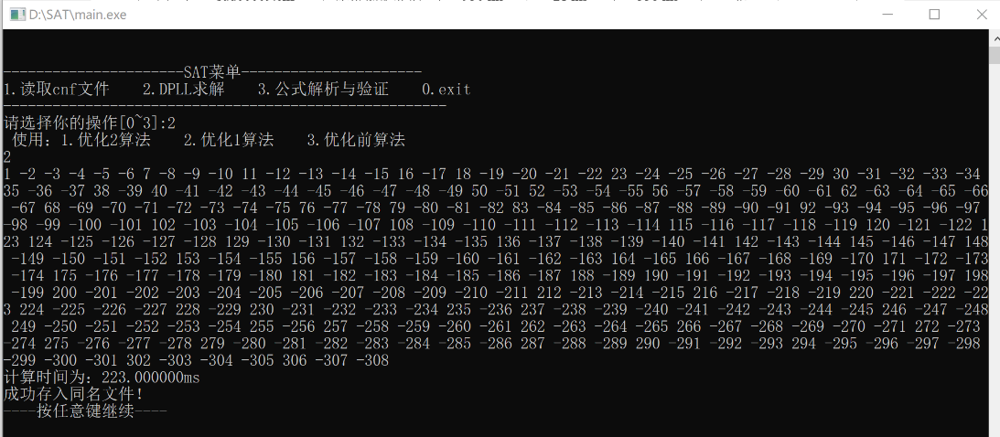 D:\SAT\main.exe
----------------------SAT菜单----------------------
1.读取cnf文件    2.DPLL求解    3.公式解析与验证    0.exit
------------------------------------------------------
请选择你的操作[0~3]:2
 使用：1.优化2算法    2.优化1算法    3.优化前算法
2
1 -2 -3 -4 -5 -6 7 -8 -9 -10 11 -12 -13 -14 -15 16 -17 18 -19 -20 -21 -22 23 -24 -25 -26 -27 -28 -29 30 -31 -32 -33 -34
35 -36 -37 38 -39 40 -41 -42 -43 -44 -45 -46 -47 -48 -49 50 -51 52 -53 -54 -55 56 -57 -58 -59 -60 -61 62 -63 -64 -65 -66
 -67 68 -69 -70 -71 -72 -73 -74 -75 76 -77 -78 79 -80 -81 -82 83 -84 -85 -86 -87 -88 -89 -90 -91 92 -93 -94 -95 -96 -97
-98 -99 -100 -101 102 -103 -104 -105 -106 -107 108 -109 -110 -111 -112 -113 -114 115 -116 -117 -118 -119 120 -121 -122 1
23 124 -125 -126 -127 -128 129 -130 -131 132 -133 -134 -135 136 -137 -138 -139 -140 -141 142 -143 -144 145 -146 -147 148
 -149 -150 -151 -152 153 -154 -155 156 -157 -158 -159 -160 -161 -162 -163 164 -165 166 -167 -168 -169 -170 171 -172 -173
 -174 175 -176 -177 -178 -179 -180 181 -182 -183 -184 -185 -186 -187 188 -189 190 -191 -192 -193 -194 -195 -196 -197 198
 -199 200 -201 -202 -203 -204 -205 -206 -207 -208 -209 -210 -211 212 -213 -214 -215 216 -217 -218 -219 220 -221 -222 -22
3 224 -225 -226 -227 228 -229 230 -231 -232 -233 -234 235 -236 237 -238 -239 -240 -241 -242 -243 -244 -245 246 -247 -248
 249 -250 -251 -252 -253 -254 255 -256 257 -258 -259 -260 -261 262 -263 -264 -265 266 -267 -268 -269 -270 -271 272 -273
-274 275 -276 -277 -278 279 -280 -281 -282 -283 -284 -285 -286 287 -288 -289 290 -291 -292 -293 294 -295 -296 -297 -298
-299 -300 -301 302 -303 -304 -305 306 -307 -308
计算时间为：223.000000ms
成功存入同名文件！
----按任意键继续----